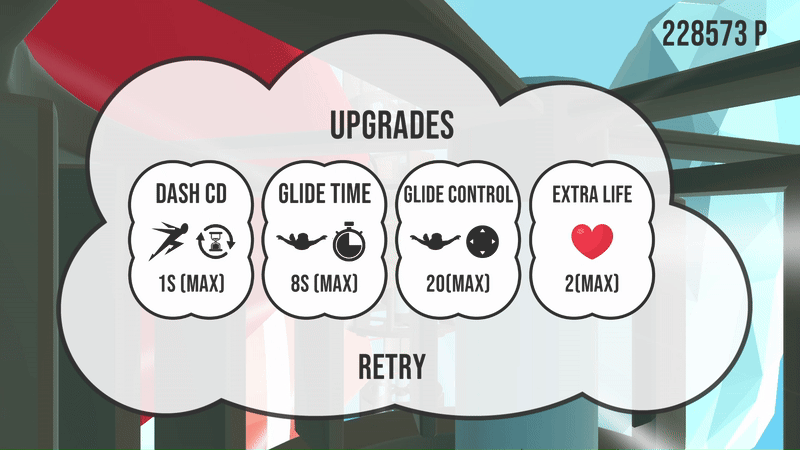 228573 P
UPGRADES
DASH CD
GLIDE TIME
GLIDE CONTROL
EXTRA LIFE
1S (MAX)
8S (MAX)
20(MAX)
2(MAX)
RETRY